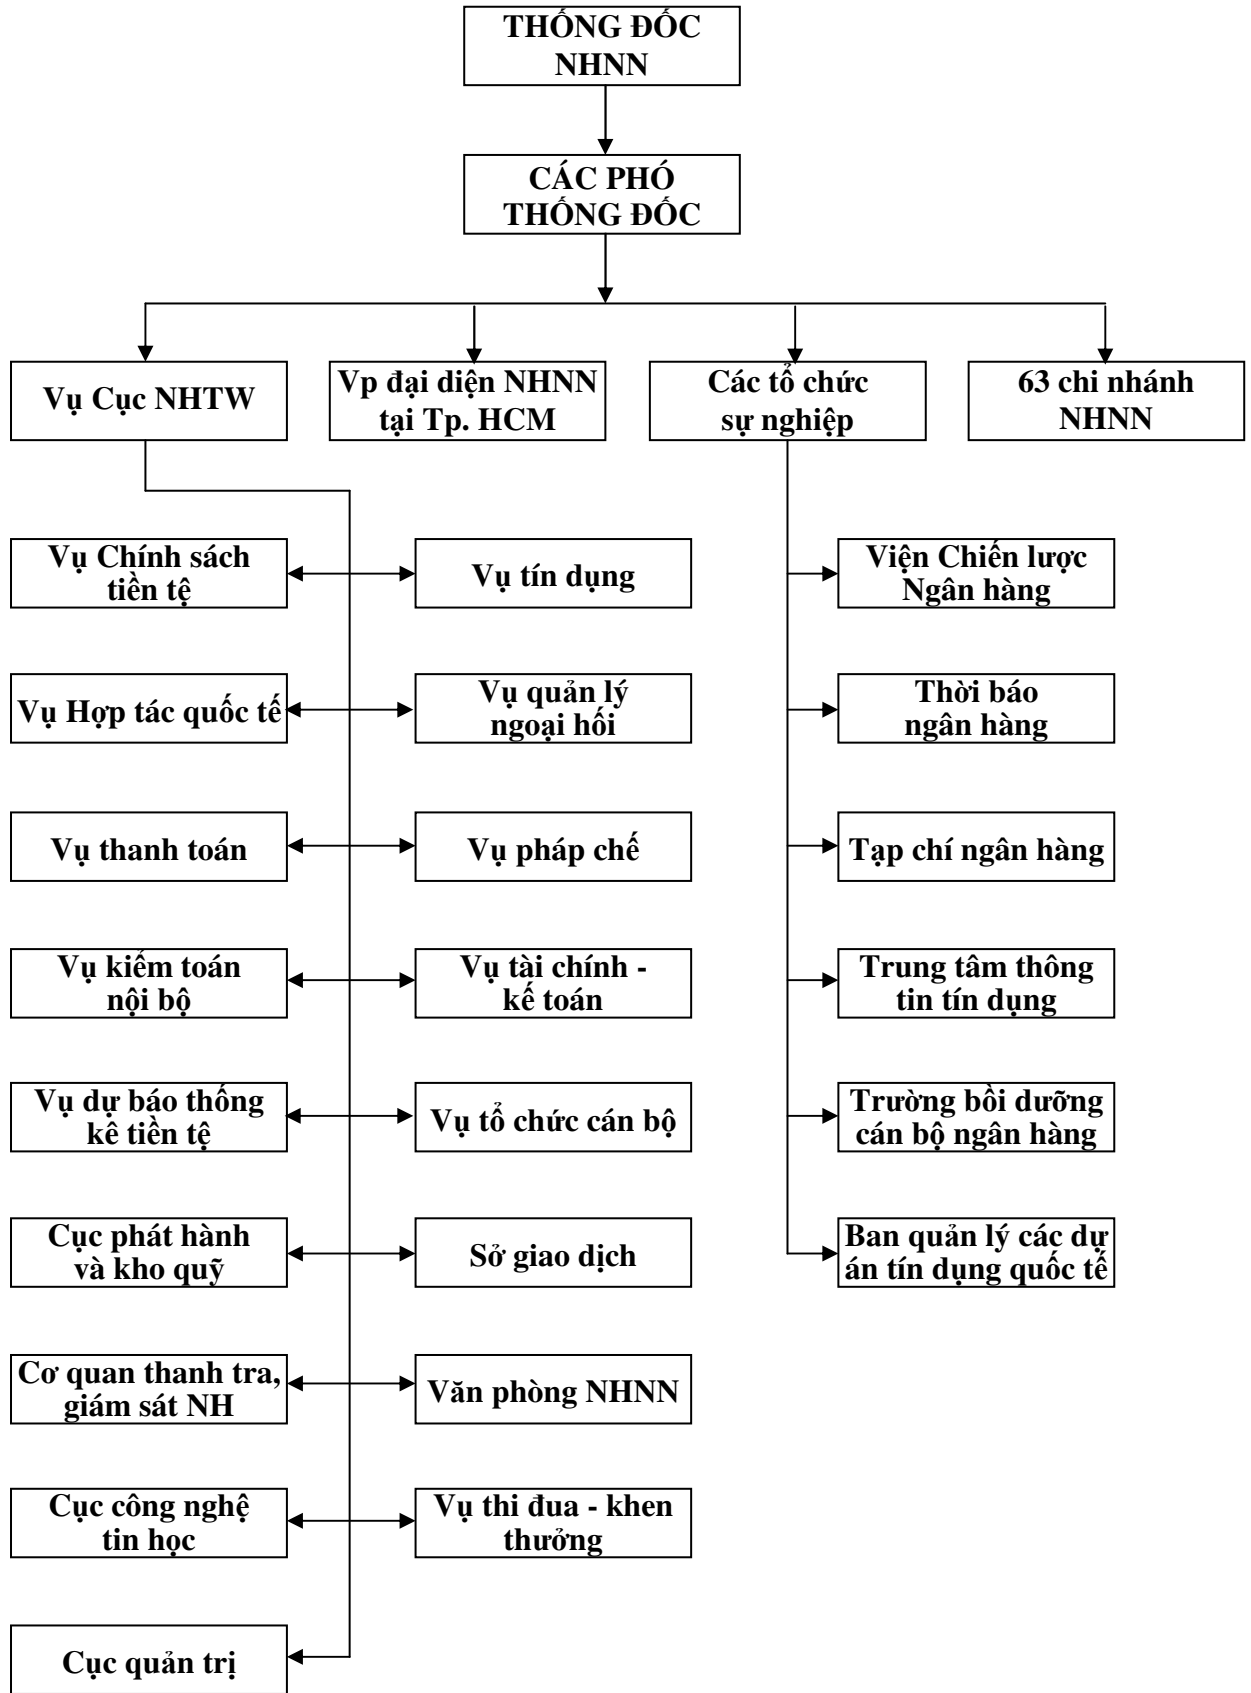 THỐNG ĐỐC
NHNN
CÁC PHÓ
THỐNG ĐỐC
Vụ Cục NHTW
Vp đại diện NHNN
tại Tp. HCM
Các tổ chức
sự nghiệp
63 chi nhánh
NHNN
Vụ Chính sách
tiền tệ
Vụ tín dụng
Viện Chiến lược
Ngân hàng
Vụ Hợp tác quốc tế
Vụ quản lý
ngoại hối
Thời báo
ngân hàng
Vụ thanh toán
Vụ pháp chế
Tạp chí ngân hàng
Vụ kiểm toán
nội bộ
Vụ tài chính -
kế toán
Trung tâm thông
tin tín dụng
Vụ dự báo thống
kê tiền tệ
Vụ tổ chức cán bộ
Trường bồi dưỡng
cán bộ ngân hàng
Cục phát hành
và kho quỹ
Sở giao dịch
Ban quản lý các dự
án tín dụng quốc tế
Cơ quan thanh tra,
giám sát NH
Văn phòng NHNN
Cục công nghệ
tin học
Vụ thi đua - khen
thưởng
Cục quản trị